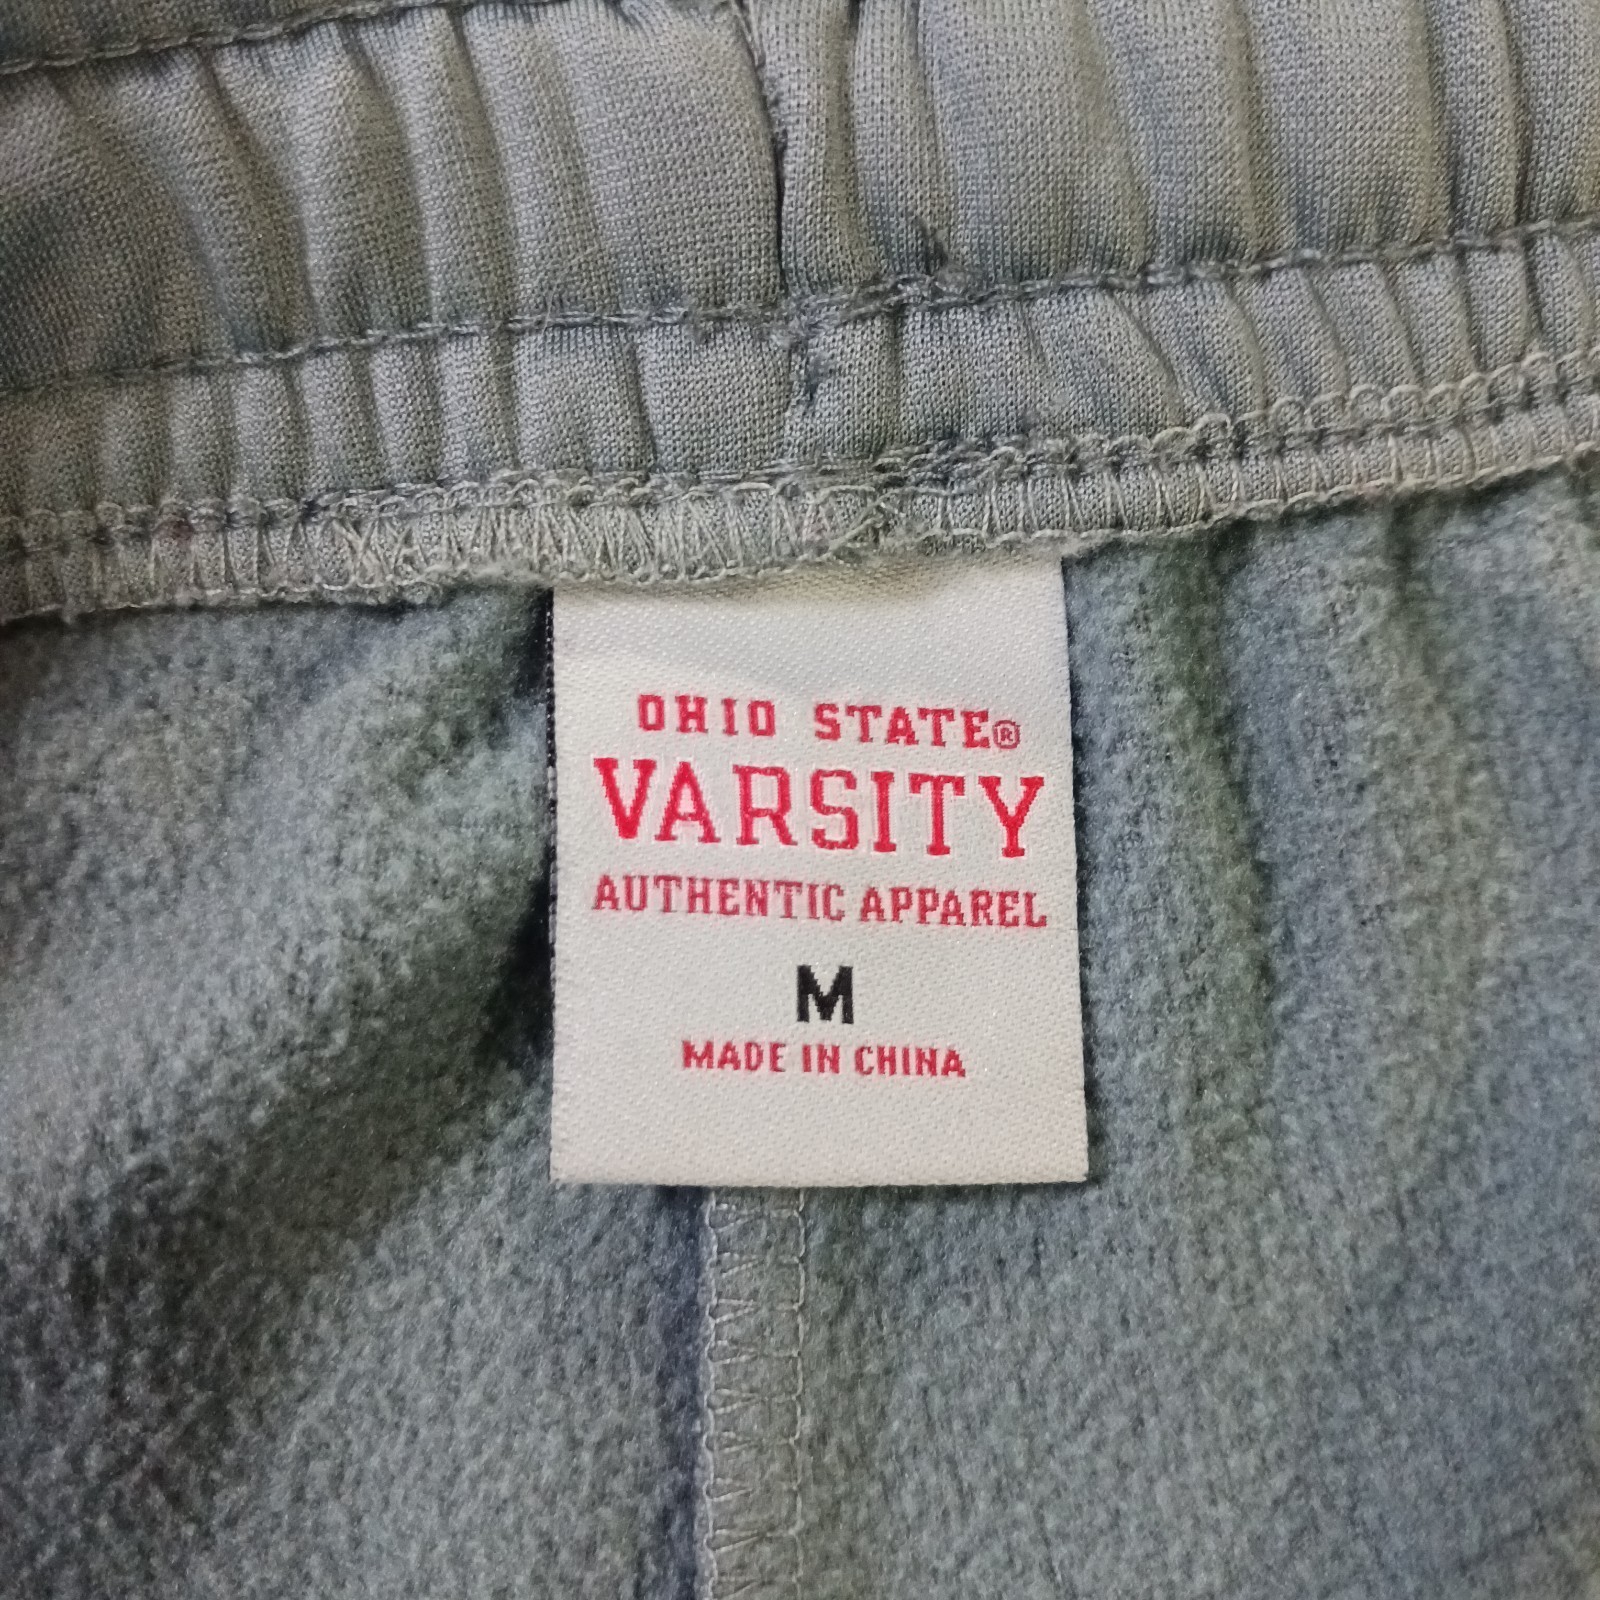 OHIO STATE®
VARSITY
AUTHENTIC APPAREL
M
MADE IN CHINA